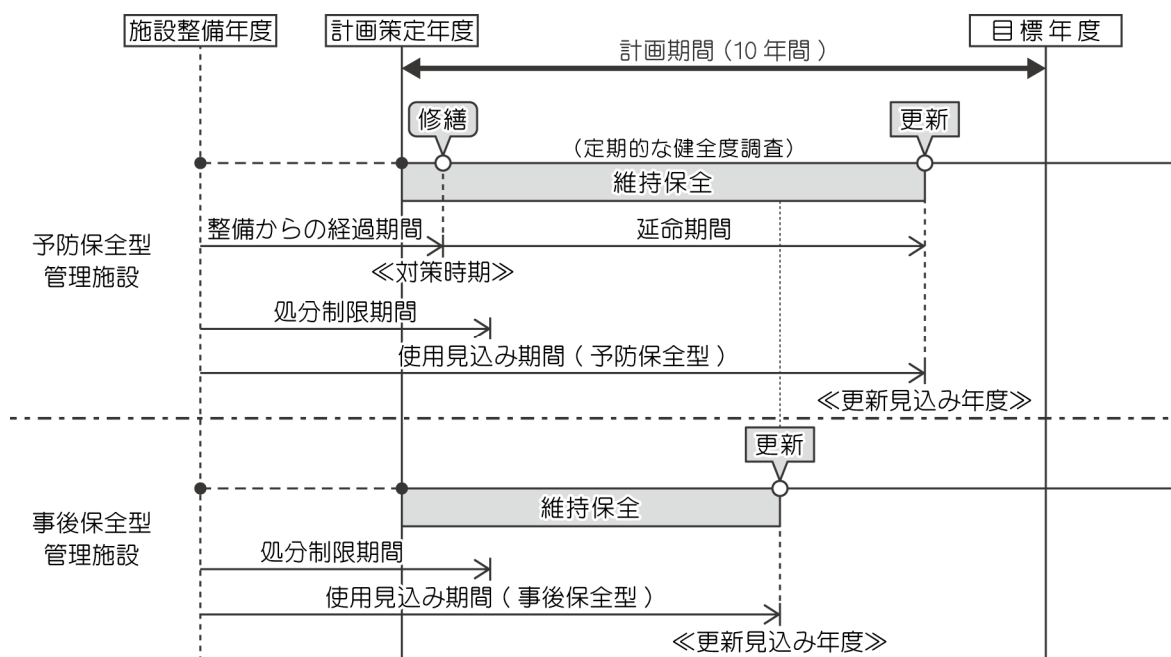 施設整備年度
計画策定年度
目標年度
計画期間(10年間)
修繕
更新
(定期的な健全度調査)
維持保全
予防保全型
管理施設
整備からの経過期間
延命期間
≪対策時期≫
処分制限期間
使用見込み期間(予防保全型)
≪更新見込み年度≫
更新
事後保全型
管理施設
維持保全
処分制限期間
使用見込み期間(事後保全型)
≪更新見込み年度≫